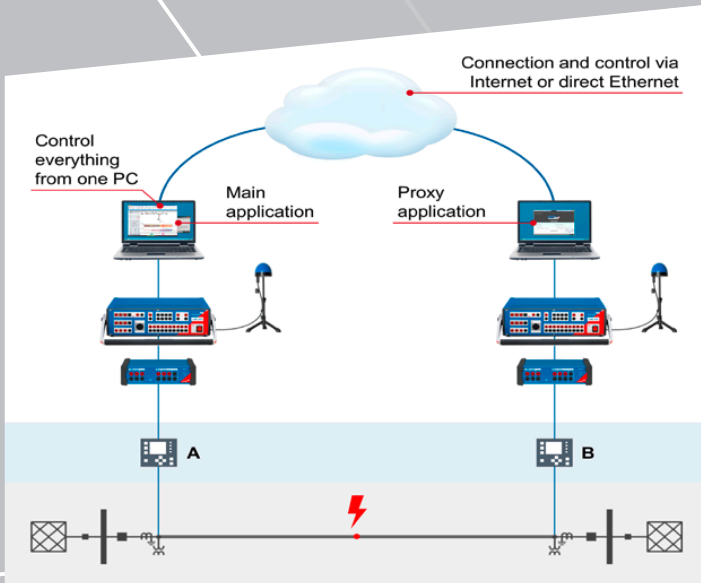 Connection and control via
Internet or direct Ethernet
Control
everything
from one PC
Main
application
Proxy
application
A
B